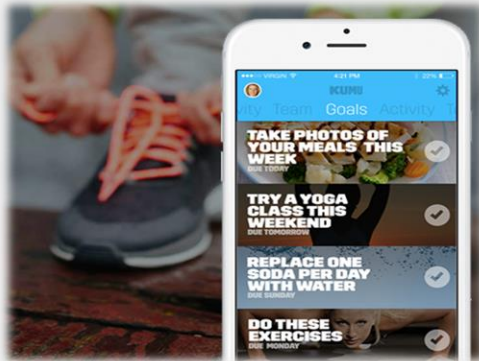 VIRGIN 4:21 PM 22%
KUMI
vity Team Goals Activity T
TAKE PHOTOS OF
YOUR MEALS THIS
WEEK
DUE TODAY
TRY A YOGA
CLASS THIS
WEEKEND
DUE TOMORROW
REPLACE ONE
SODA PER DAY
WITH WATER
DUE SUNDAY
DO THESE
EXERCISES
DUE MONDAY